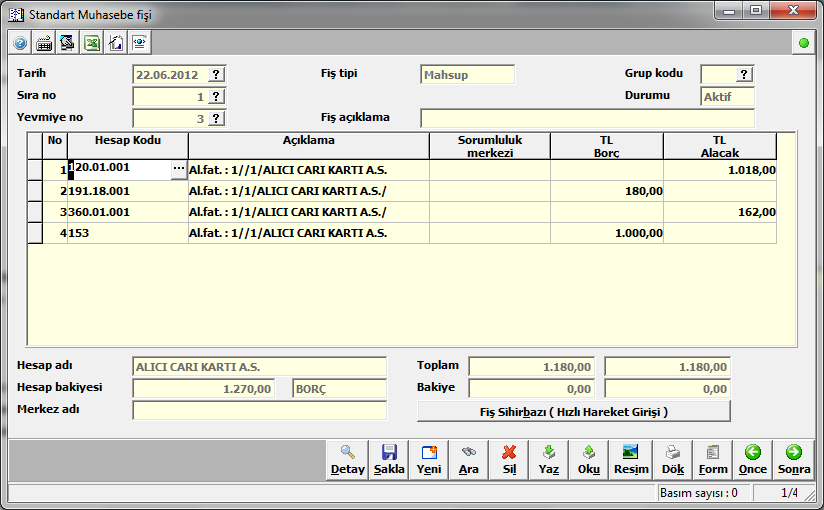 Standart Muhasebe fişi
Tarih 22.06.2012 ? Fiş tipi Mahsup Grup kodu ?
Sıra no 1 ? Durumu Aktif
Yevmiye no 3 ? Fiş açıklama
No Hesap Kodu Açıklama Sorumluluk merkezi TL Borç TL Alacak
1 120.01.001 ... Al.fat. : 1//1/ALICI CARI KARTI A.S. 1.018,00
2 191.18.001 Al.fat. : 1//1/ALICI CARI KARTI A.S./ 180,00
3 360.01.001 Al.fat. : 1//1/ALICI CARI KARTI A.S./ 162,00
4 153 Al.fat. : 1//1/ALICI CARI KARTI A.S. 1.000,00
Hesap adı ALICI CARI KARTI A.S. Toplam 1.180,00 1.180,00
Hesap bakiyesi 1.270,00 BORÇ Bakiye 0,00 0,00
Merkez adı Fiş Sihirbazı ( Hızlı Hareket Girişi )
Detay Sakla Yeni Ara Sil Yaz Oku Resim Dök Form Önce Sonra
Basım sayısı : 0 1/4